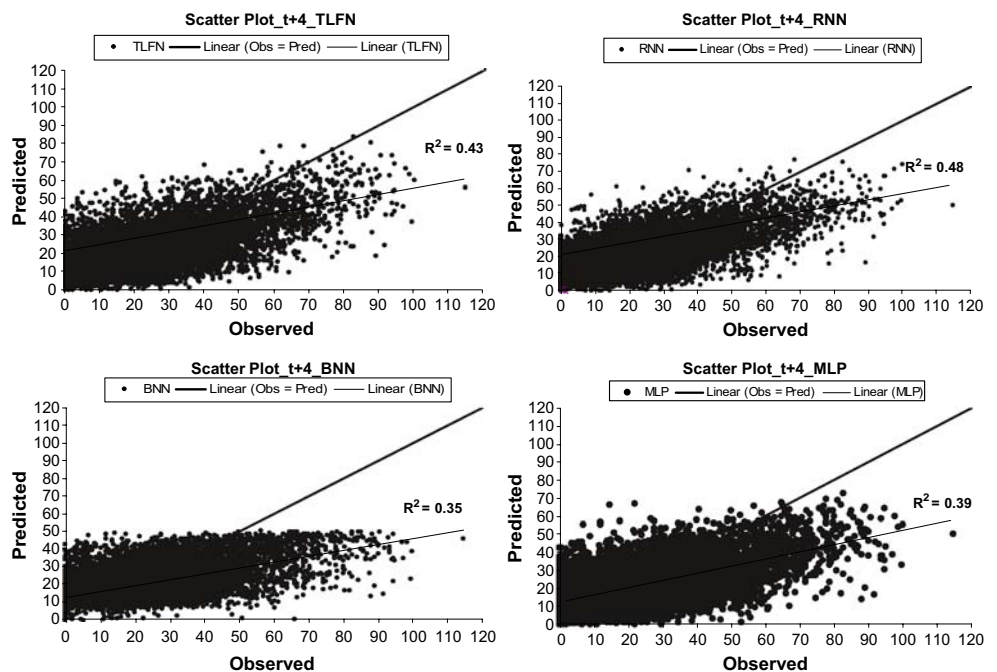 Scatter Plot_t+4_TLFN
TLFN Linear (Obs = Pred) Linear (TLFN)
120
110
100
90
80
70
60
50
40
30
20
10
0
Predicted
R² = 0.43
0 10 20 30 40 50 60 70 80 90 100 110 120
Observed
Scatter Plot_t+4_RNN
RNN Linear (Obs = Pred) Linear (RNN)
120
110
100
90
80
70
60
50
40
30
20
10
0
Predicted
R² = 0.48
0 10 20 30 40 50 60 70 80 90 100 110 120
Observed
Scatter Plot_t+4_BNN
BNN Linear (Obs = Pred) Linear (BNN)
120
110
100
90
80
70
60
50
40
30
20
10
0
Predicted
R² = 0.35
0 10 20 30 40 50 60 70 80 90 100 110 120
Observed
Scatter Plot_t+4_MLP
MLP Linear (Obs = Pred) Linear (MLP)
120
110
100
90
80
70
60
50
40
30
20
10
0
Predicted
R² = 0.39
0 10 20 30 40 50 60 70 80 90 100 110 120
Observed